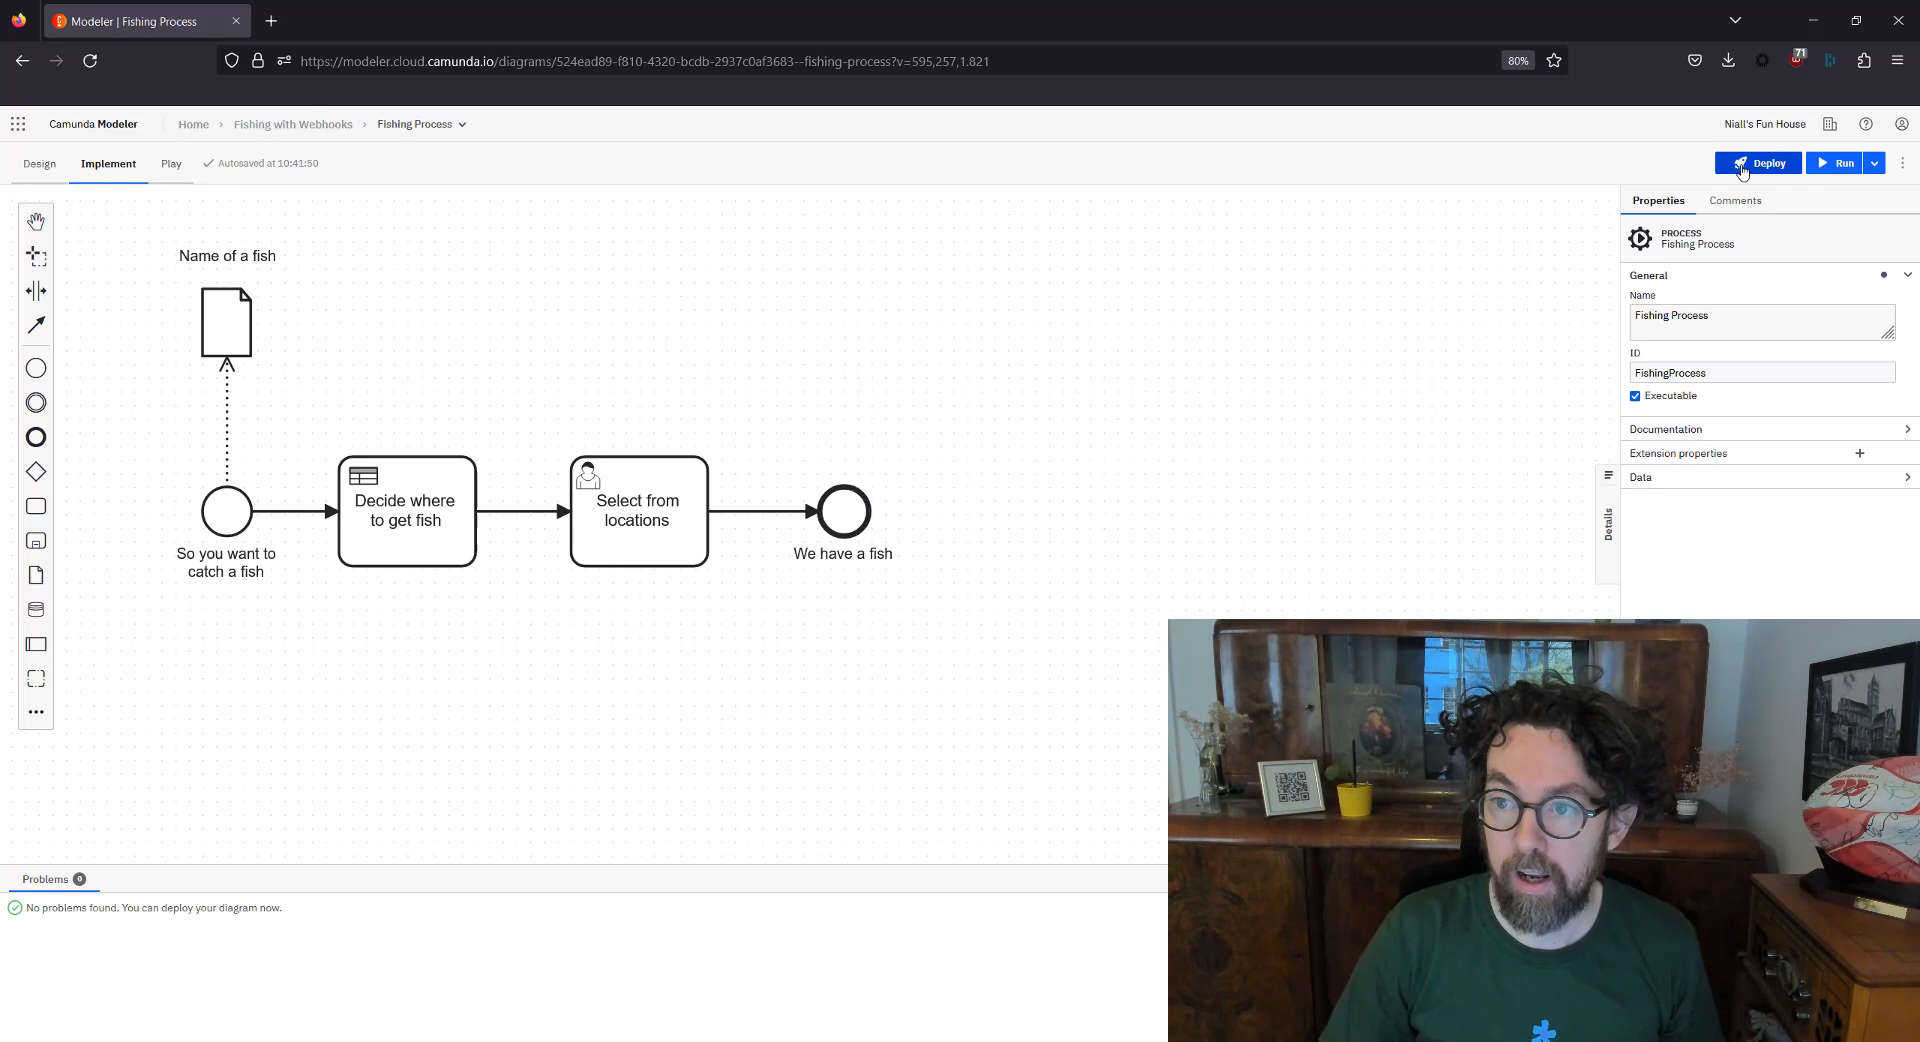 Modeler | Fishing Process
https://modeler.cloud.camunda.io/diagrams/524ead89-f810-4320-bcdb-2937c0af3683--fishing-process?v=595,257,1.821
80%
71
Camunda Modeler
Home
Fishing with Webhooks
Fishing Process
Niall's Fun House
Design
Implement
Play
Autosaved at 10:41:50
Deploy
Run
Properties
Comments
PROCESS
Fishing Process
General
Name
Fishing Process
ID
FishingProcess
Executable
Documentation
Extension properties
Data
Details
Name of a fish
Decide where
to get fish
Select from
locations
So you want to
catch a fish
We have a fish
Problems 0
No problems found. You can deploy your diagram now.